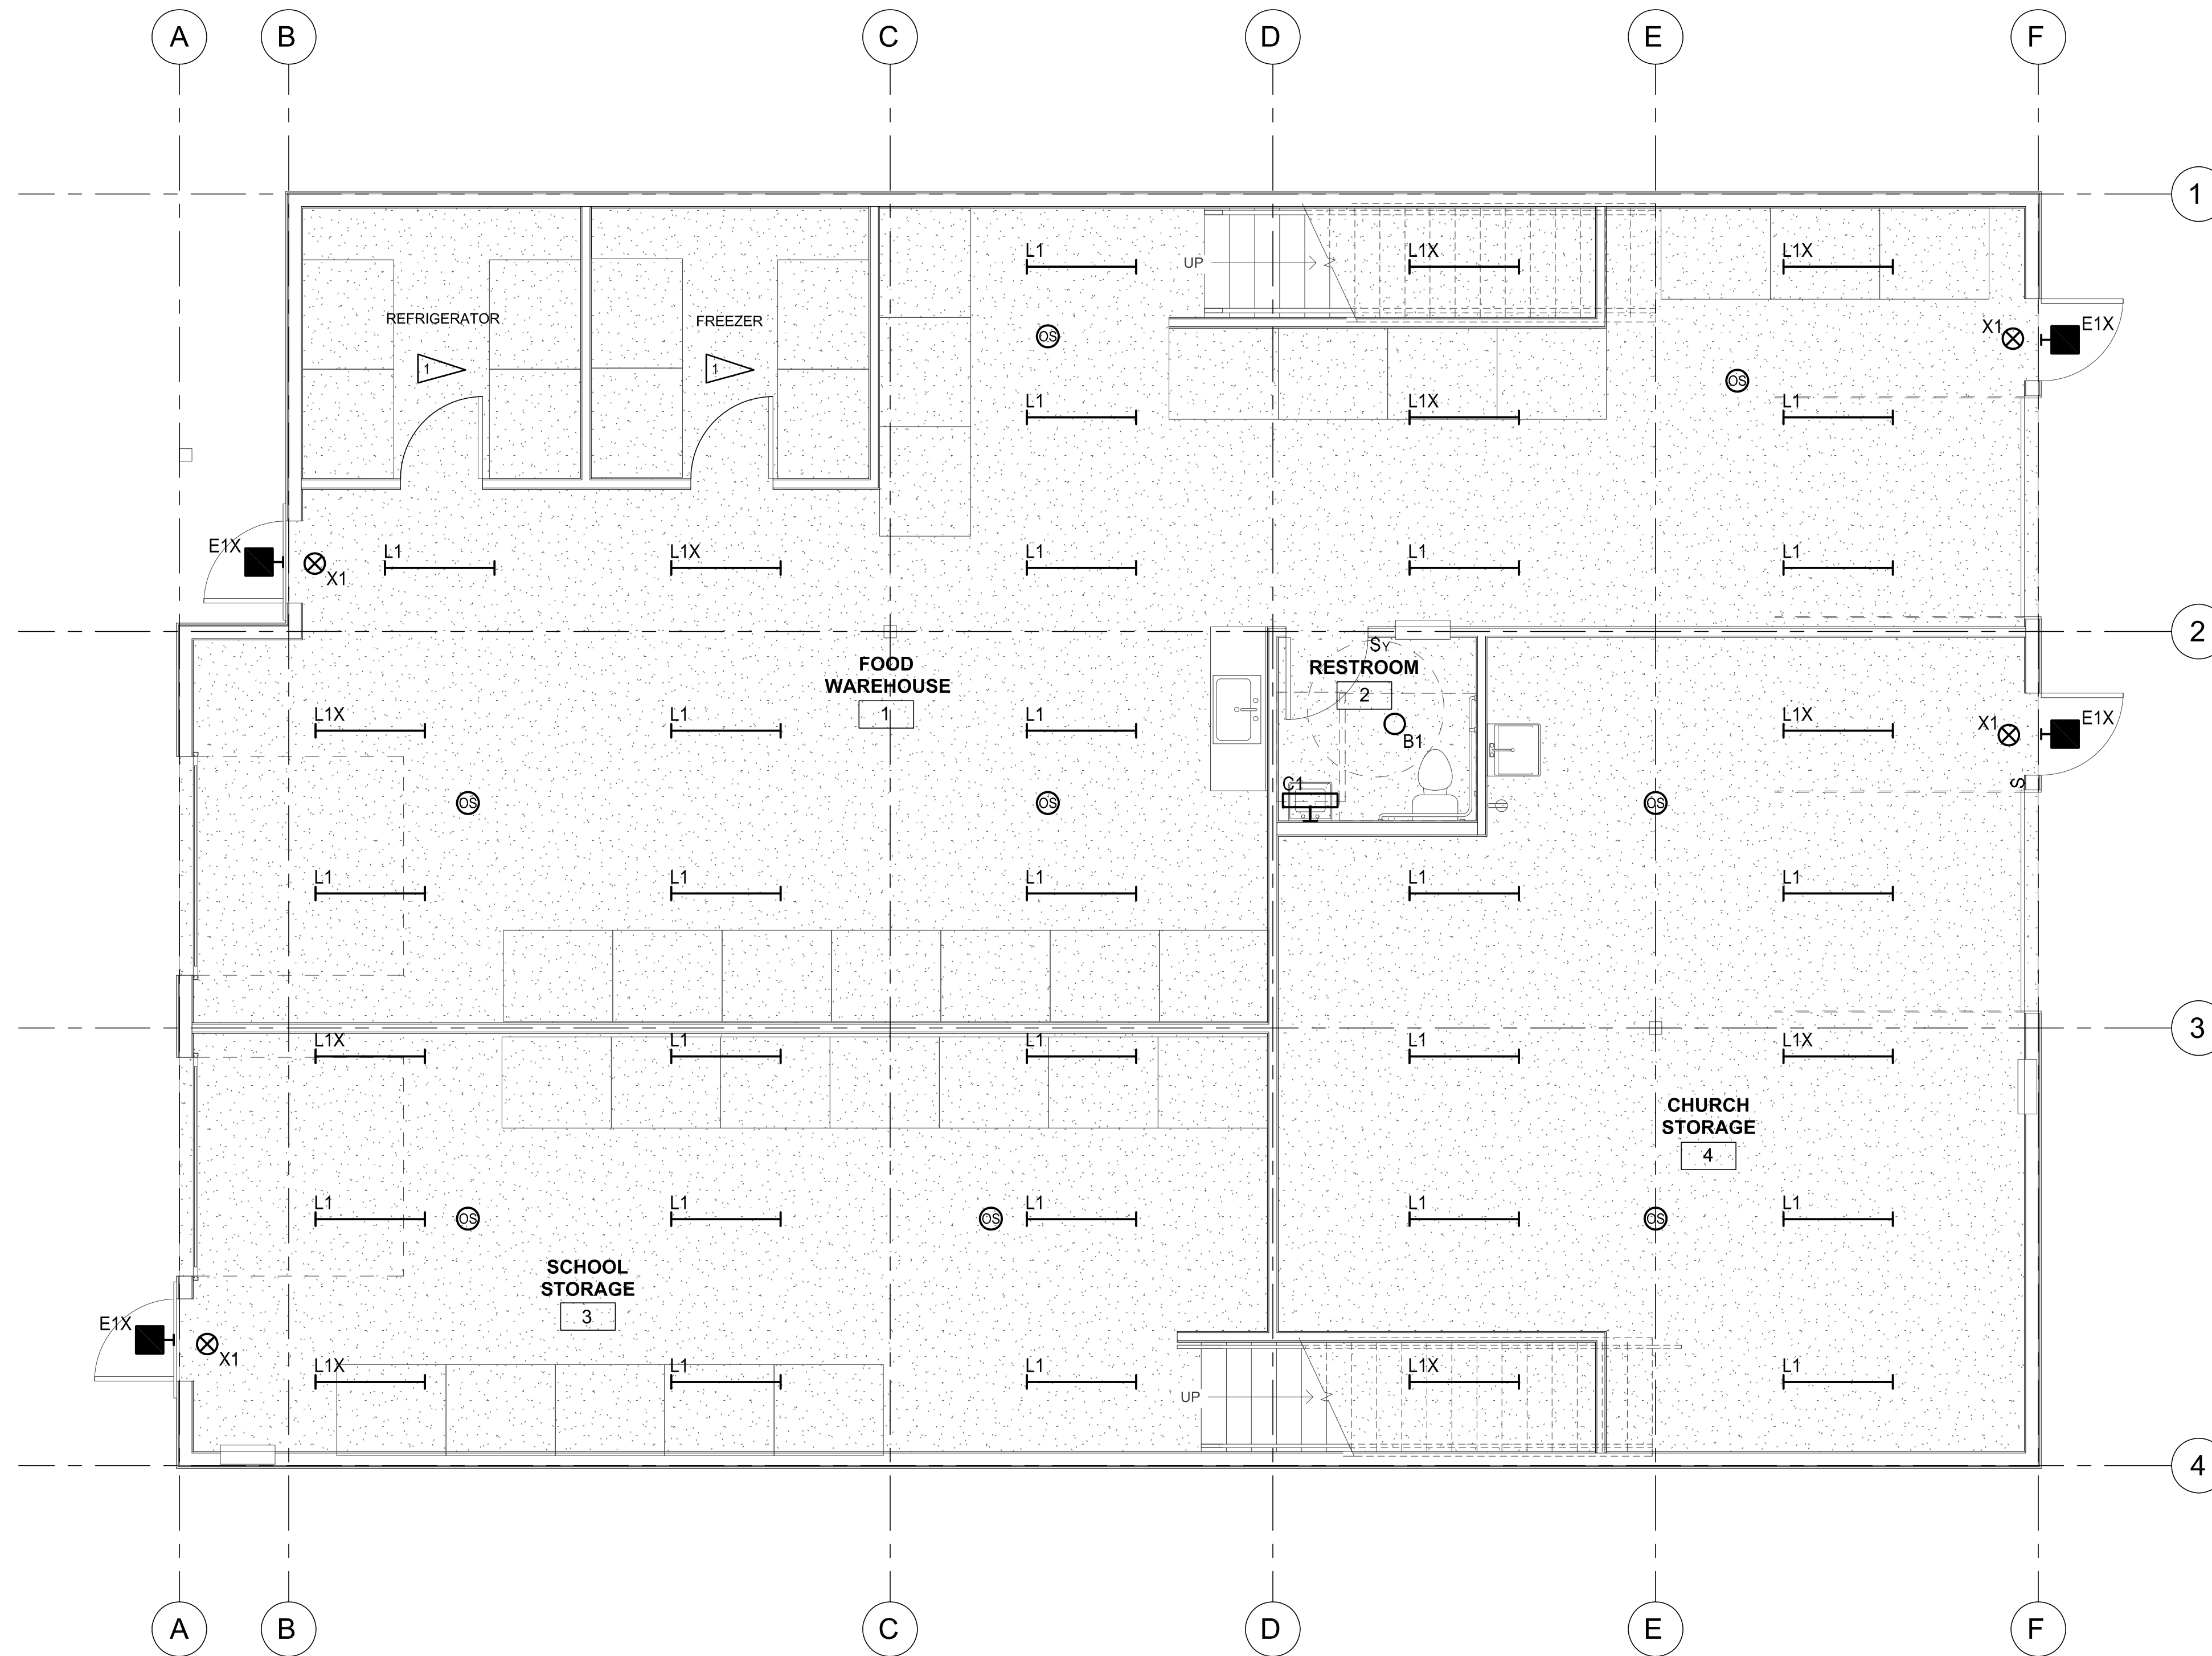 A B C D E F
1
L1 L1X L1X
UP
REFRIGERATOR FREEZER
X1 E1X
OS
1 1
OS
L1 L1X L1
E1X L1 L1X L1 L1 L1
X1
2
SY
FOOD
WAREHOUSE
1
RESTROOM
2
L1X L1 L1 L1X
X1 E1X
B1
S
C1
OS OS OS
L1 L1 L1 L1 L1
3
L1X L1 L1 L1 L1X
CHURCH
STORAGE
4
L1 L1 L1 L1 L1
OS OS OS
SCHOOL
STORAGE
3
E1X
X1
L1X L1 L1 L1X L1
UP
4
A B C D E F